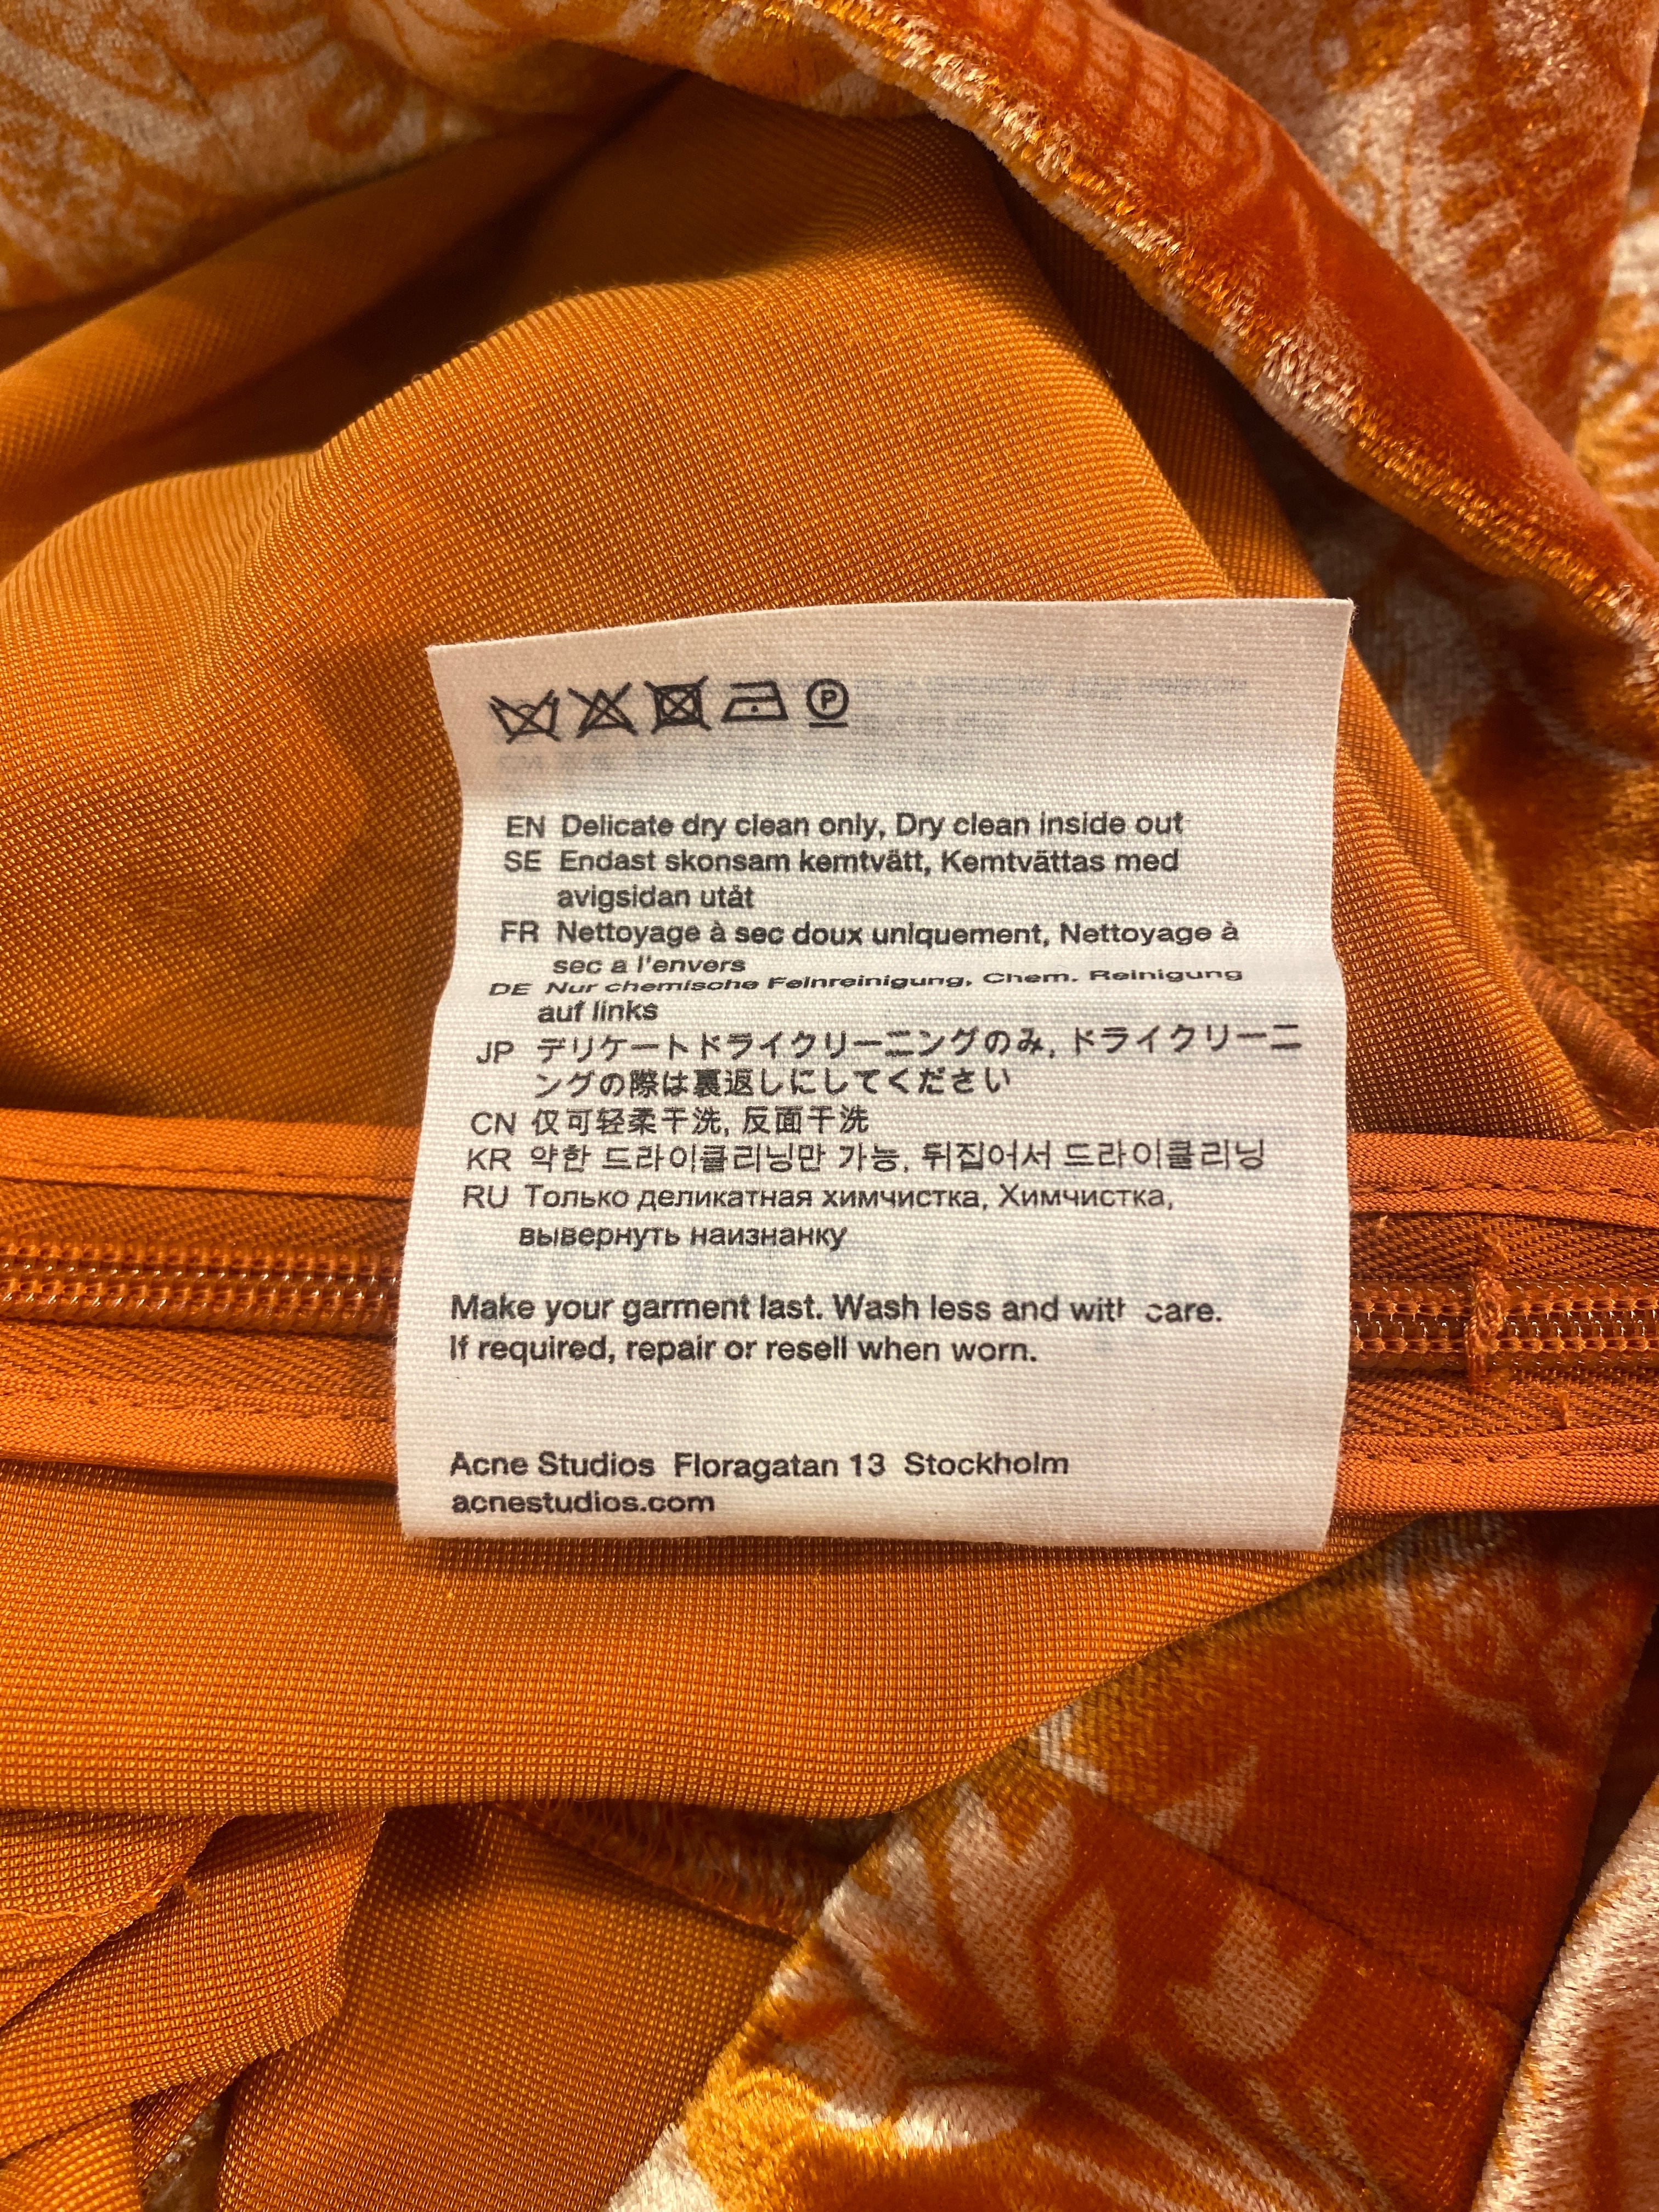 P
EN Delicate dry clean only, Dry clean inside out
SE Endast skonsam kemtvätt, Kemtvättas med
avigsidan utåt
FR Nettoyage à sec doux uniquement, Nettoyage à
sec a l'envers
DE Nur chemische Feinreinigung, Chem. Reinigung
auf links
JP デリケートドライクリーニングのみ, ドライクリーニ
ングの際は裏返しにしてください
CN 仅可轻柔干洗, 反面干洗
KR 약한 드라이클리닝만 가능, 뒤집어서 드라이클리닝
RU Только деликатная химчистка, Химчистка,
вывернуть наизнанку
Make your garment last. Wash less and with care.
If required, repair or resell when worn.
Acne Studios Floragatan 13 Stockholm
acnestudios.com